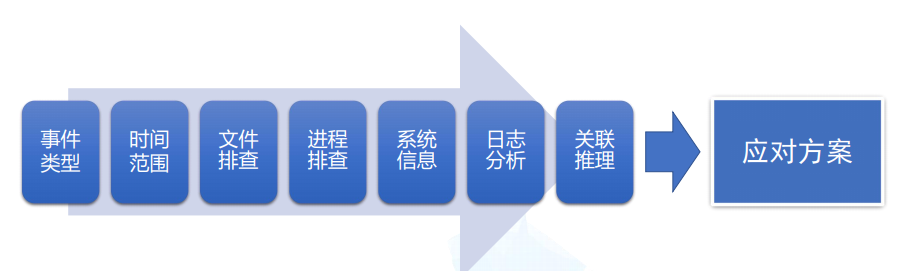 事件
类型
时间
范围
文件
排查
进程
排查
系统
信息
日志
分析
关联
推理
应对方案